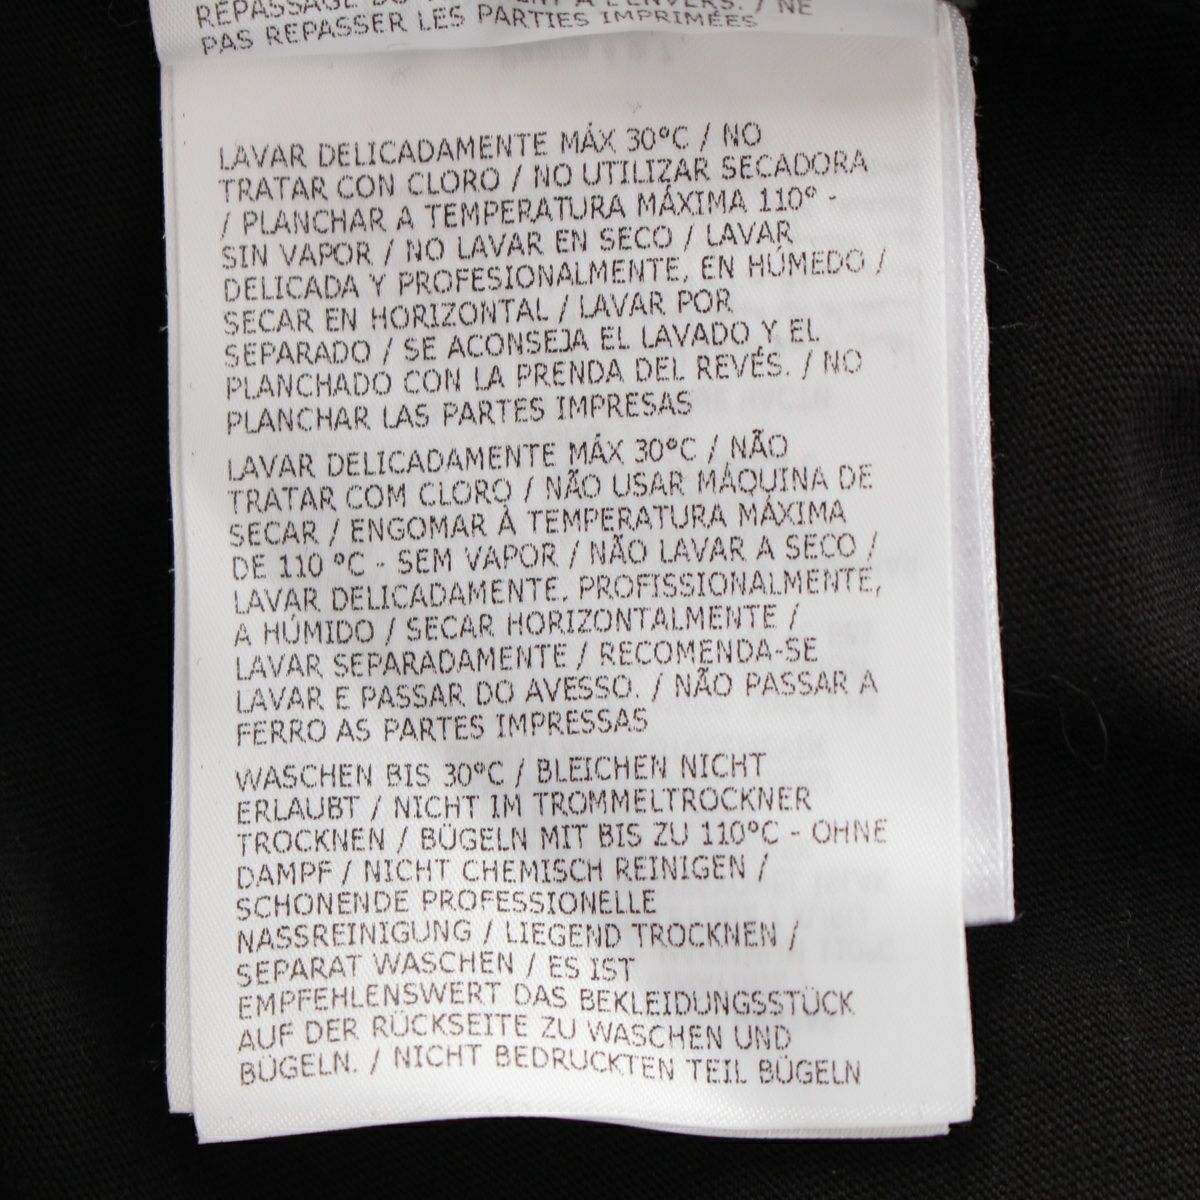 REPASSAGE DU À L'ENVERS. / NE
PAS REPASSER LES PARTIES IMPRIMÉES
LAVAR DELICADAMENTE MÁX 30°C / NO
TRATAR CON CLORO / NO UTILIZAR SECADORA
/ PLANCHAR A TEMPERATURA MÁXIMA 110° -
SIN VAPOR / NO LAVAR EN SECO / LAVAR
DELICADA Y PROFESIONALMENTE, EN HÚMEDO /
SECAR EN HORIZONTAL / LAVAR POR
SEPARADO / SE ACONSEJA EL LAVADO Y EL
PLANCHADO CON LA PRENDA DEL REVÉS. / NO
PLANCHAR LAS PARTES IMPRESAS
LAVAR DELICADAMENTE MÁX 30°C / NÃO
TRATAR COM CLORO / NÃO USAR MÁQUINA DE
SECAR / ENGOMAR À TEMPERATURA MÁXIMA
DE 110 °C - SEM VAPOR / NÃO LAVAR A SECO /
LAVAR DELICADAMENTE, PROFISSIONALMENTE,
A HÚMIDO / SECAR HORIZONTALMENTE /
LAVAR SEPARADAMENTE / RECOMENDA-SE
LAVAR E PASSAR DO AVESSO. / NÃO PASSAR A
FERRO AS PARTES IMPRESSAS
WASCHEN BIS 30°C / BLEICHEN NICHT
ERLAUBT / NICHT IM TROMMELTROCKNER
TROCKNEN / BÜGELN MIT BIS ZU 110°C - OHNE
DAMPF / NICHT CHEMISCH REINIGEN /
SCHONENDE PROFESSIONELLE
NASSREINIGUNG / LIEGEND TROCKNEN /
SEPARAT WASCHEN / ES IST
EMPFEHLENSWERT DAS BEKLEIDUNGSSTÜCK
AUF DER RÜCKSEITE ZU WASCHEN UND
BÜGELN. / NICHT BEDRUCKTEN TEIL BÜGELN